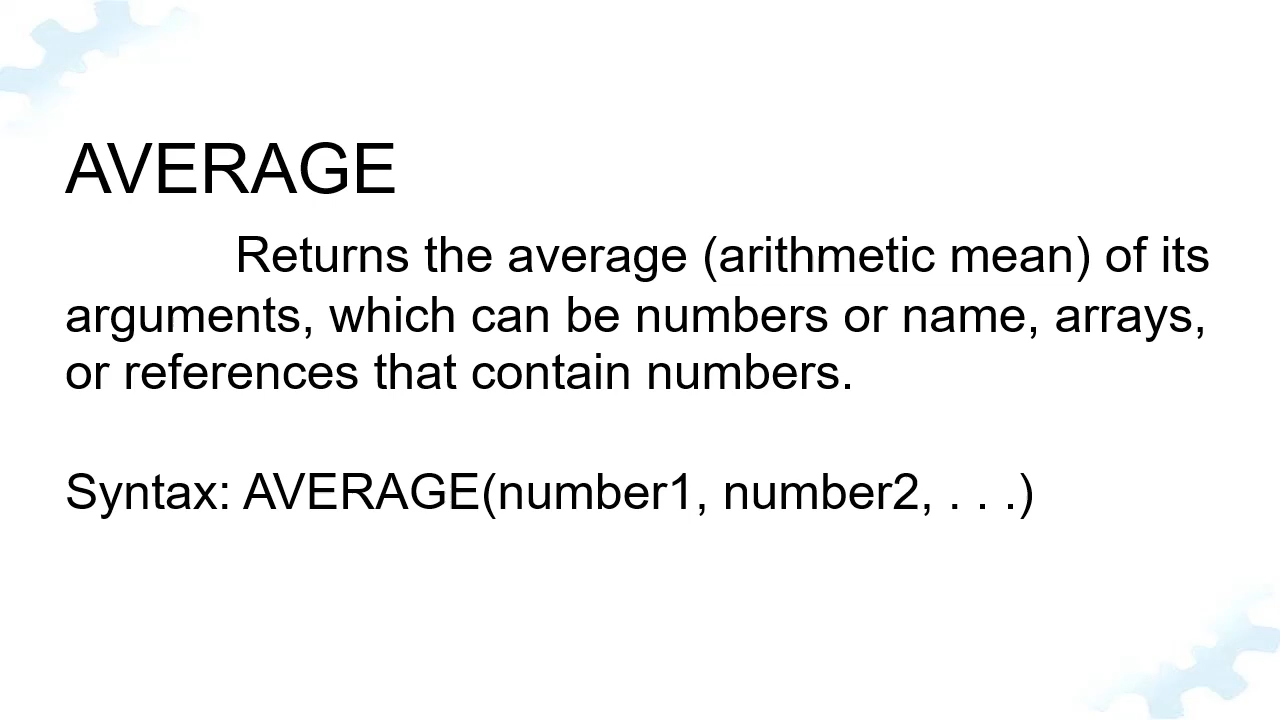 AVERAGE
Returns the average (arithmetic mean) of its
arguments, which can be numbers or name, arrays,
or references that contain numbers.
Syntax: AVERAGE(number1, number2, . . .)